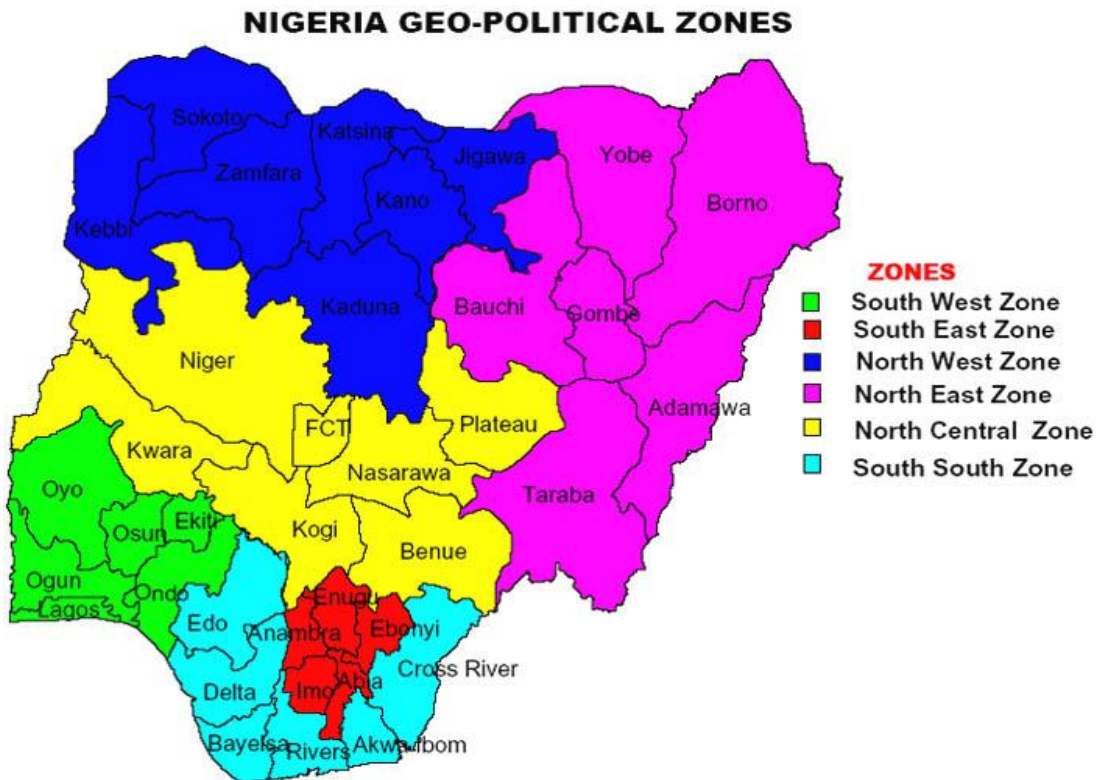 NIGERIA GEO-POLITICAL ZONES
Sokoto
Katsina
Jigawa
Yobe
Zamfara
Kano
Borno
Kebbi
Kaduna
Bauchi
Gombe
Niger
Adamawa
FCT
Plateau
Kwara
Nasarawa
Oyo
Taraba
Osun
Ekiti
Kogi
Benue
Ogun
Lagos
Ondo
Enugu
Edo
Anambra
Ebonyi
Cross River
Delta
Imo
Abia
Bayelsa
Rivers
Akwa-Ibom
ZONES
South West Zone
South East Zone
North West Zone
North East Zone
North Central Zone
South South Zone